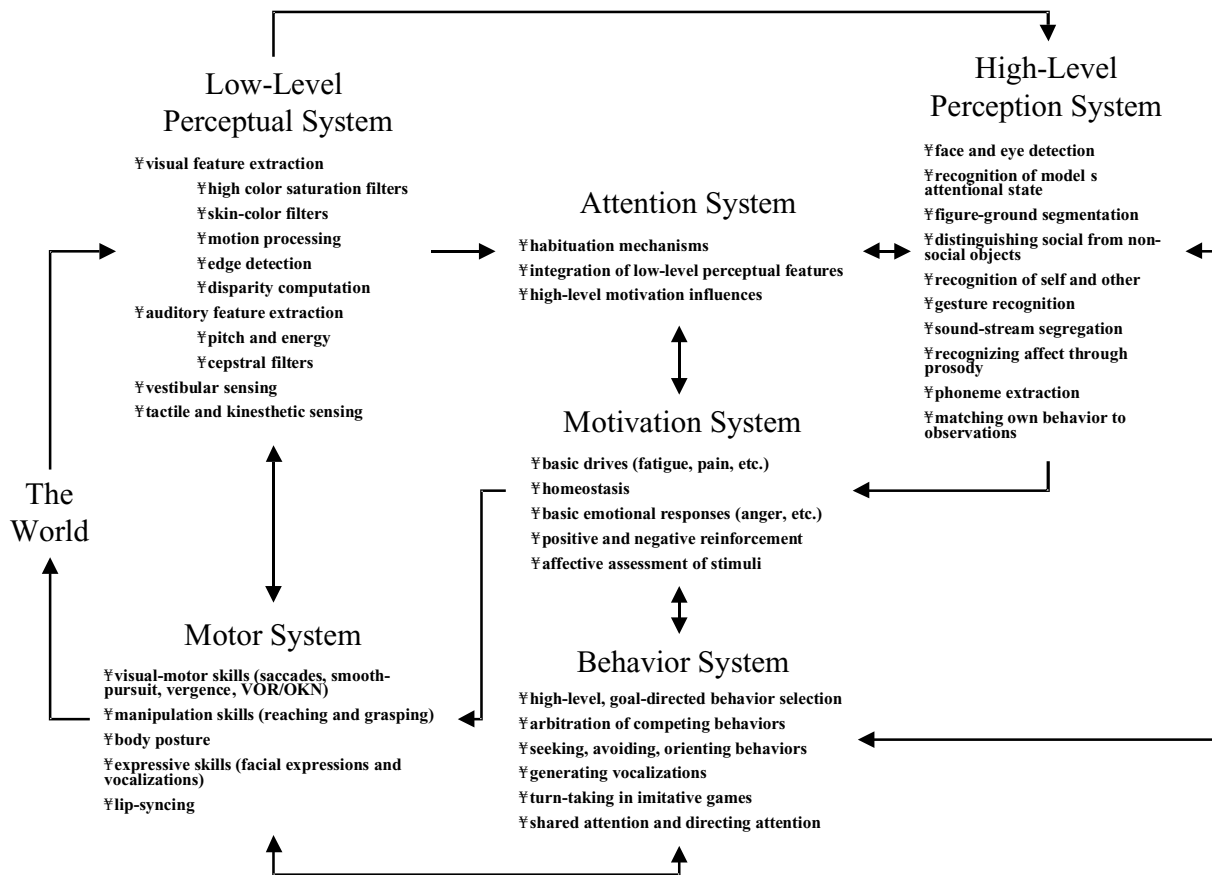 Low-Level
Perceptual System
¥visual feature extraction
¥high color saturation filters
¥skin-color filters
¥motion processing
¥edge detection
¥disparity computation
¥auditory feature extraction
¥pitch and energy
¥cepstral filters
¥vestibular sensing
¥tactile and kinesthetic sensing
Attention System
¥habituation mechanisms
¥integration of low-level perceptual features
¥high-level motivation influences
High-Level
Perception System
¥face and eye detection
¥recognition of model s
attentional state
¥figure-ground segmentation
¥distinguishing social from non-
social objects
¥recognition of self and other
¥gesture recognition
¥sound-stream segregation
¥recognizing affect through
prosody
¥phoneme extraction
¥matching own behavior to
observations
The
World
Motivation System
¥basic drives (fatigue, pain, etc.)
¥homeostasis
¥basic emotional responses (anger, etc.)
¥positive and negative reinforcement
¥affective assessment of stimuli
Motor System
¥visual-motor skills (saccades, smooth-
pursuit, vergence, VOR/OKN)
¥manipulation skills (reaching and grasping)
¥body posture
¥expressive skills (facial expressions and
vocalizations)
¥lip-syncing
Behavior System
¥high-level, goal-directed behavior selection
¥arbitration of competing behaviors
¥seeking, avoiding, orienting behaviors
¥generating vocalizations
¥turn-taking in imitative games
¥shared attention and directing attention